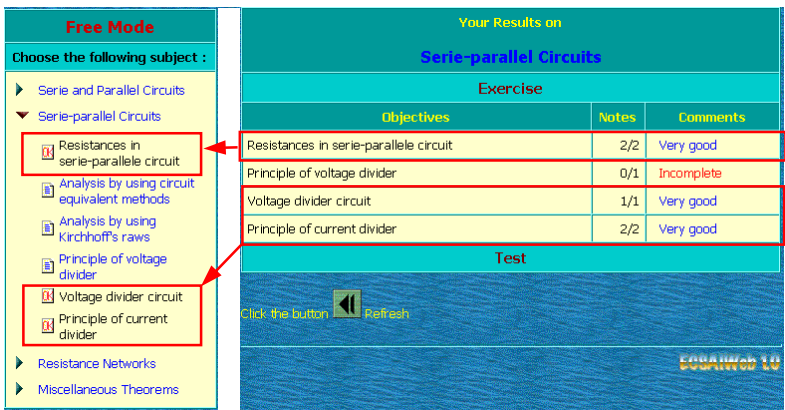 Free Mode
Choose the following subject :
Serie and Parallel Circuits
Serie-parallel Circuits
OK Resistances in
serie-parallele circuit
Analysis by using circuit
equivalent methods
Analysis by using
Kirchhoff's raws
Principle of voltage
divider
OK Voltage divider circuit
OK Principle of current
divider
Resistance Networks
Miscellaneous Theorems
Your Results on
Serie-parallel Circuits
Exercise
Objectives Notes Comments
Resistances in serie-parallele circuit 2/2 Very good
Principle of voltage divider 0/1 Incomplete
Voltage divider circuit 1/1 Very good
Principle of current divider 2/2 Very good
Test
Click the button Refresh
ECSAIWeb 1.0